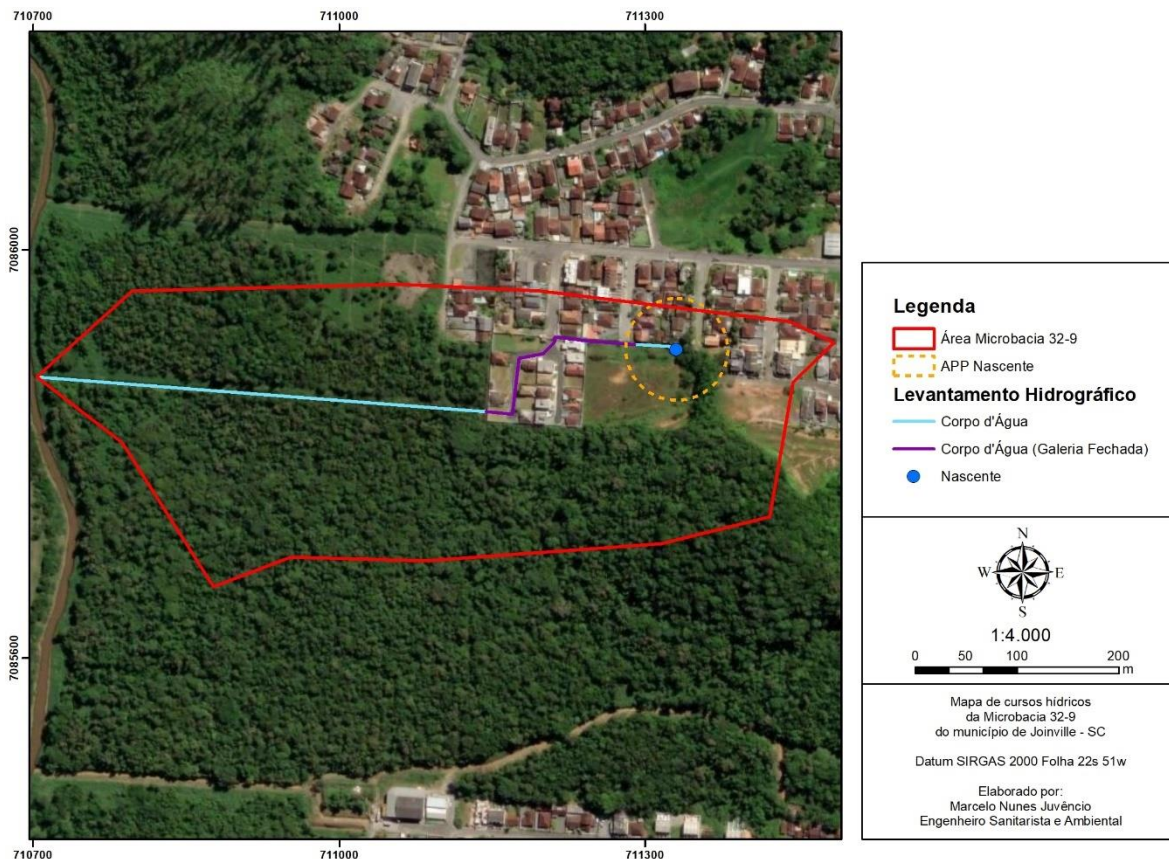 710700
711000
711300
7086000
7085600
710700
711000
711300
Legenda
Área Microbacia 32-9
APP Nascente
Levantamento Hidrográfico
Corpo d'Água
Corpo d'Água (Galeria Fechada)
Nascente
N
W
E
S
1:4.000
0 50 100 200
m
Mapa de cursos hídricos
da Microbacia 32-9
do município de Joinville - SC
Datum SIRGAS 2000 Folha 22s 51w
Elaborado por:
Marcelo Nunes Juvêncio
Engenheiro Sanitarista e Ambiental